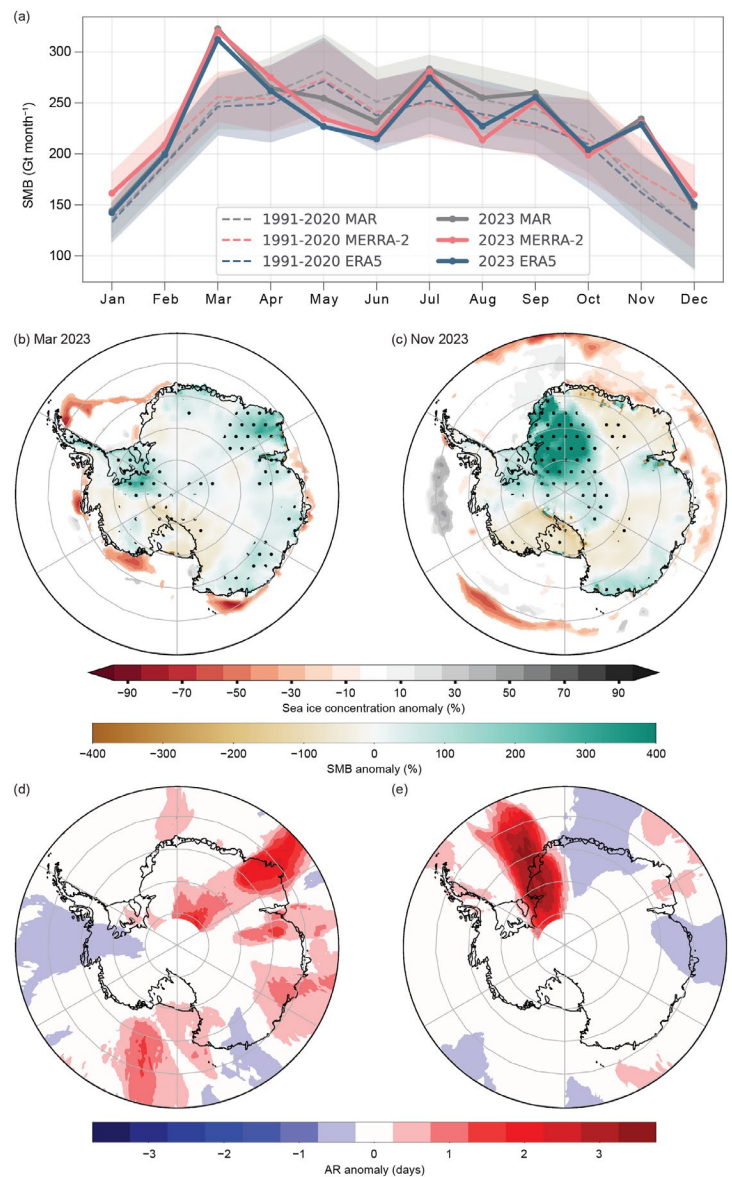 (a)
SMB (Gt month⁻¹)
300
250
200
150
100
1991-2020 MAR
1991-2020 MERRA-2
1991-2020 ERA5
2023 MAR
2023 MERRA-2
2023 ERA5
Jan Feb Mar Apr May Jun Jul Aug Sep Oct Nov Dec
(b) Mar 2023
(c) Nov 2023
−90 −70 −50 −30 −10 10 30 50 70 90
Sea ice concentration anomaly (%)
−400 −300 −200 −100 0 100 200 300 400
SMB anomaly (%)
(d)
(e)
−3 −2 −1 0 1 2 3
AR anomaly (days)